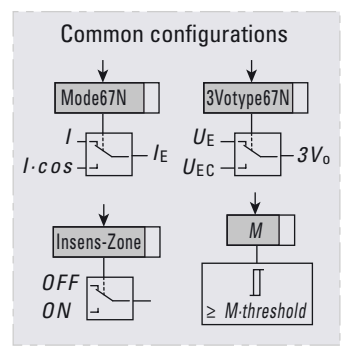 Common configurations
Mode67N
3Votype67N
I
I·cos
IE
UE
UEC
3Vo
Insens-Zone
M
OFF
ON
≥ M·threshold